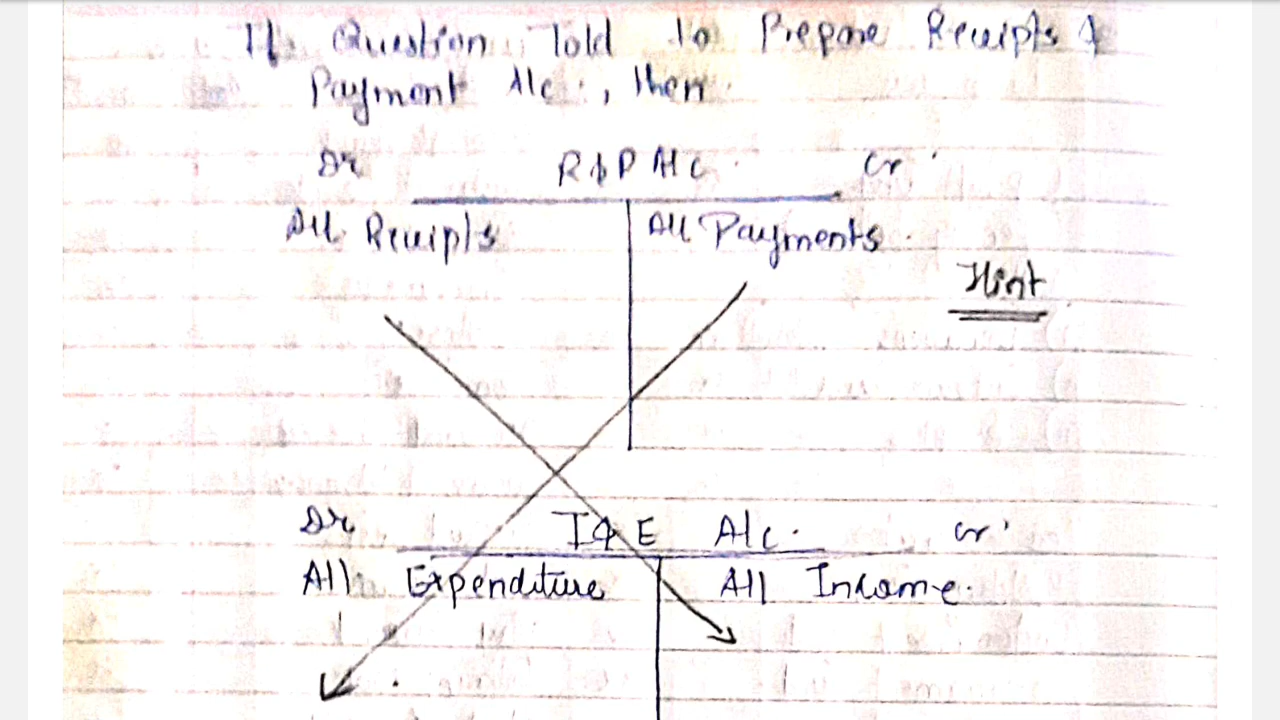 If Question Told to Prepare Receipts &
Payment A/c., then
Dr R&P A/c. Cr
All Receipts All Payments
Hint
Dr I&E A/c. Cr
All Expenditure All Income.